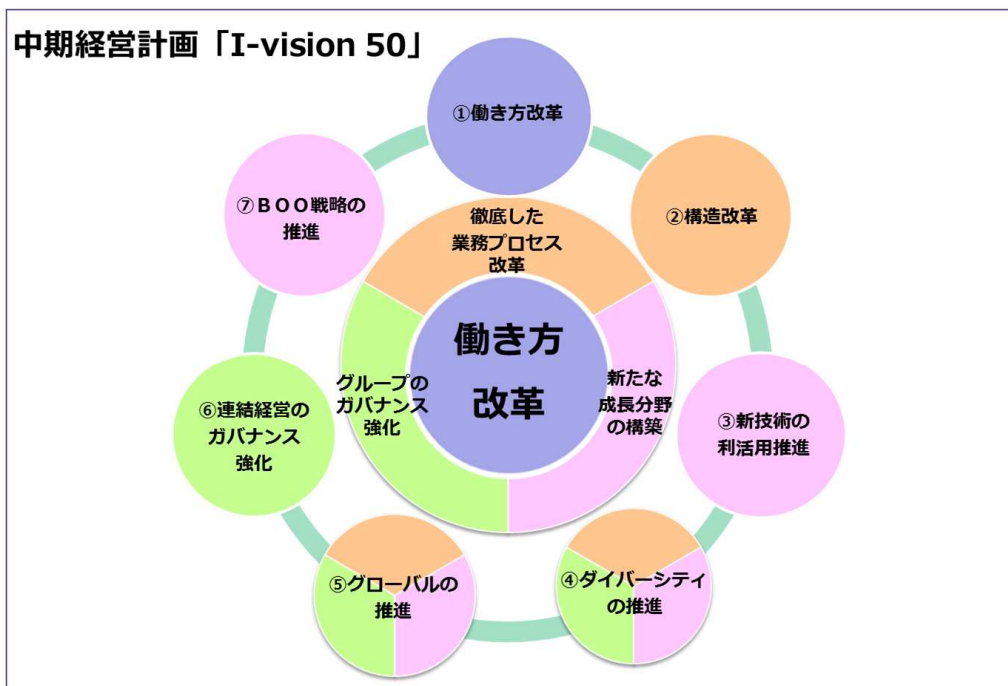 中期経営計画「I-vision 50」
①働き方改革
②構造改革
③新技術の
利活用推進
④ダイバーシティ
の推進
⑤グローバルの
推進
⑥連結経営の
ガバナンス
強化
⑦ＢＯＯ戦略の
推進
徹底した
業務プロセス
改革
新たな
成長分野
の構築
グループの
ガバナンス
強化
働き方
改革